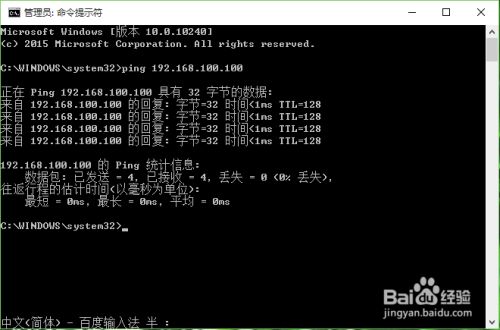 管理员: 命令提示符
Microsoft Windows [版本 10.0.10240]
(c) 2015 Microsoft Corporation. All rights reserved.
C:\WINDOWS\system32>ping 192.168.100.100
正在 Ping 192.168.100.100 具有 32 字节的数据:
来自 192.168.100.100 的回复: 字节=32 时间<1ms TTL=128
来自 192.168.100.100 的回复: 字节=32 时间<1ms TTL=128
来自 192.168.100.100 的回复: 字节=32 时间<1ms TTL=128
来自 192.168.100.100 的回复: 字节=32 时间<1ms TTL=128
192.168.100.100 的 Ping 统计信息:
数据包: 已发送 = 4, 已接收 = 4, 丢失 = 0 (0% 丢失),
往返行程的估计时间(以毫秒为单位):
最短 = 0ms, 最长 = 0ms, 平均 = 0ms
C:\WINDOWS\system32>
中文(简体) - 百度输入法 半 :
Baidu 经验
jingyan.baidu.com